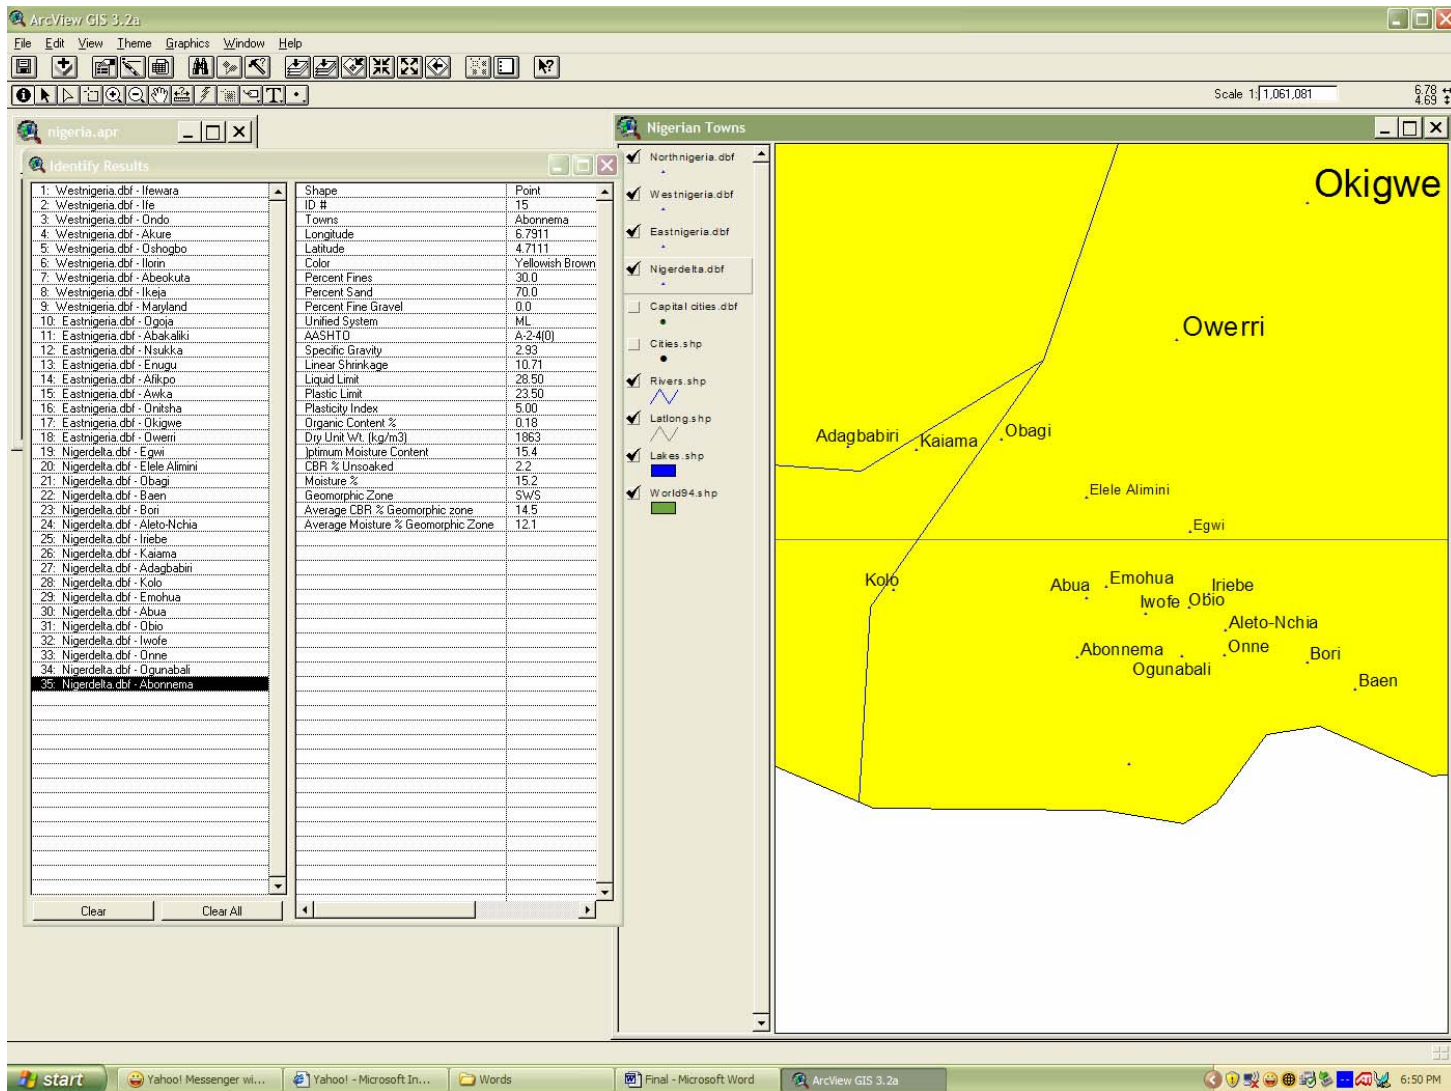 ArcView GIS 3.2a
File Edit View Theme Graphics Window Help
Scale 1: 1,061,081
6.78
4.69
nigeria.apr
Identify Results
1: Westnigeria.dbf - Ifewara
2: Westnigeria.dbf - Ife
3: Westnigeria.dbf - Ondo
4: Westnigeria.dbf - Akure
5: Westnigeria.dbf - Oshogbo
6: Westnigeria.dbf - Ilorin
7: Westnigeria.dbf - Abeokuta
8: Westnigeria.dbf - Ikeja
9: Westnigeria.dbf - Maryland
10: Eastnigeria.dbf - Ogoja
11: Eastnigeria.dbf - Abakaliki
12: Eastnigeria.dbf - Nsukka
13: Eastnigeria.dbf - Enugu
14: Eastnigeria.dbf - Afikpo
15: Eastnigeria.dbf - Awka
16: Eastnigeria.dbf - Onitsha
17: Eastnigeria.dbf - Okigwe
18: Eastnigeria.dbf - Owerri
19: Nigerdelta.dbf - Egwi
20: Nigerdelta.dbf - Elele Alimini
21: Nigerdelta.dbf - Obagi
22: Nigerdelta.dbf - Baen
23: Nigerdelta.dbf - Bori
24: Nigerdelta.dbf - Aleto-Nchia
25: Nigerdelta.dbf - Iriebe
26: Nigerdelta.dbf - Kaiama
27: Nigerdelta.dbf - Adagbabiri
28: Nigerdelta.dbf - Kolo
29: Nigerdelta.dbf - Emohua
30: Nigerdelta.dbf - Abua
31: Nigerdelta.dbf - Obio
32: Nigerdelta.dbf - Iwofe
33: Nigerdelta.dbf - Onne
34: Nigerdelta.dbf - Ogunabali
35: Nigerdelta.dbf - Abonnema
Clear
Clear All
Shape Point
ID # 15
Towns Abonnema
Longitude 6.7911
Latitude 4.7111
Color Yellowish Brown
Percent Fines 30.0
Percent Sand 70.0
Percent Fine Gravel 0.0
Unified System ML
AASHTO A-2-4(0)
Specific Gravity 2.93
Linear Shrinkage 10.71
Liquid Limit 28.50
Plastic Limit 23.50
Plasticity Index 5.00
Organic Content % 0.18
Dry Unit Wt. (kg/m3) 1863
Optimum Moisture Content 15.4
CBR % Unsoaked 2.2
Moisture % 15.2
Geomorphic Zone SWS
Average CBR % Geomorphic zone 14.5
Average Moisture % Geomorphic Zone 12.1
Nigerian Towns
Northnigeria.dbf
Westnigeria.dbf
Eastnigeria.dbf
Nigerdelta.dbf
Capital cities.dbf
Cities.shp
Rivers.shp
Latlong.shp
Lakes.shp
World94.shp
Okigwe
Owerri
Adagbabiri
Kaiama
Obagi
Elele Alimini
Egwi
Kolo
Abua
Emohua
Iriebe
Iwofe
Obio
Aleto-Nchia
Abonnema
Onne
Bori
Ogunabali
Baen
start
Yahoo! Messenger wi...
Yahoo! - Microsoft In...
Words
Final - Microsoft Word
ArcView GIS 3.2a
6:50 PM